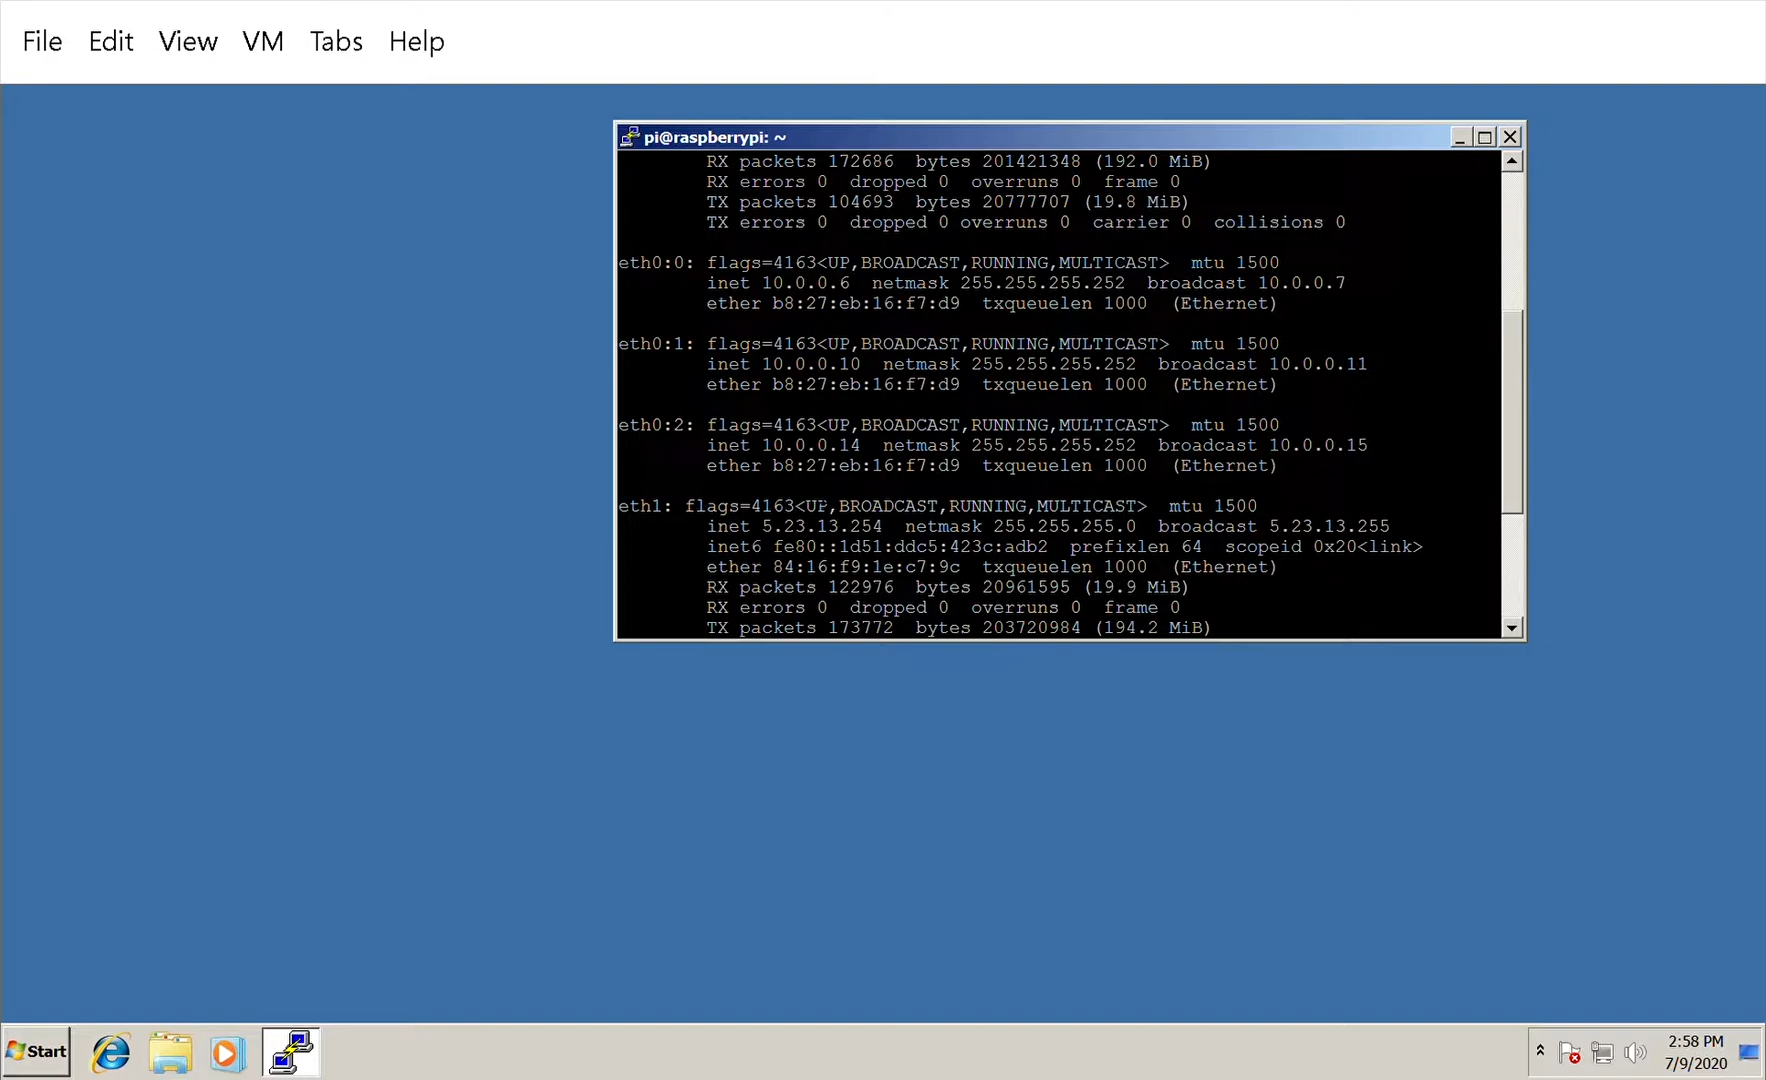 File Edit View VM Tabs Help
pi@raspberrypi: ~
RX packets 172686 bytes 201421348 (192.0 MiB)
RX errors 0 dropped 0 overruns 0 frame 0
TX packets 104693 bytes 20777707 (19.8 MiB)
TX errors 0 dropped 0 overruns 0 carrier 0 collisions 0
eth0:0: flags=4163<UP,BROADCAST,RUNNING,MULTICAST> mtu 1500
inet 10.0.0.6 netmask 255.255.255.252 broadcast 10.0.0.7
ether b8:27:eb:16:f7:d9 txqueuelen 1000 (Ethernet)
eth0:1: flags=4163<UP,BROADCAST,RUNNING,MULTICAST> mtu 1500
inet 10.0.0.10 netmask 255.255.255.252 broadcast 10.0.0.11
ether b8:27:eb:16:f7:d9 txqueuelen 1000 (Ethernet)
eth0:2: flags=4163<UP,BROADCAST,RUNNING,MULTICAST> mtu 1500
inet 10.0.0.14 netmask 255.255.255.252 broadcast 10.0.0.15
ether b8:27:eb:16:f7:d9 txqueuelen 1000 (Ethernet)
eth1: flags=4163<UP,BROADCAST,RUNNING,MULTICAST> mtu 1500
inet 5.23.13.254 netmask 255.255.255.0 broadcast 5.23.13.255
inet6 fe80::1d51:ddc5:423c:adb2 prefixlen 64 scopeid 0x20<link>
ether 84:16:f9:1e:c7:9c txqueuelen 1000 (Ethernet)
RX packets 122976 bytes 20961595 (19.9 MiB)
RX errors 0 dropped 0 overruns 0 frame 0
TX packets 173772 bytes 203720984 (194.2 MiB)
Start
2:58 PM
7/9/2020